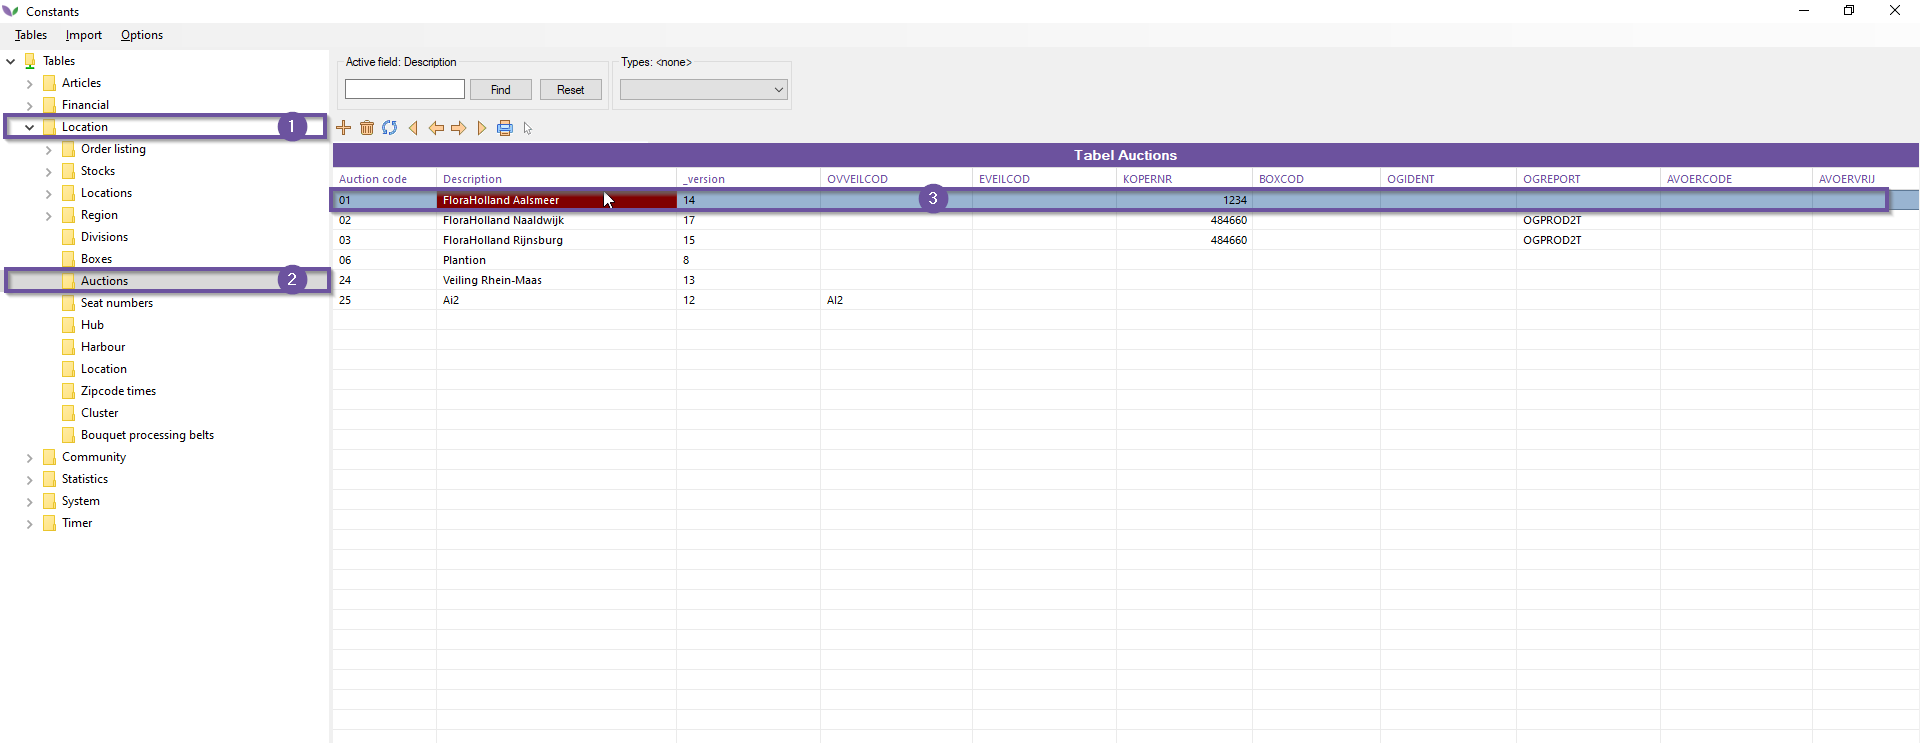 Constants
Tables Import Options
Tables
Articles
Financial
Location 1
Order listing
Stocks
Locations
Region
Divisions
Boxes
Auctions 2
Seat numbers
Hub
Harbour
Location
Zipcode times
Cluster
Bouquet processing belts
Community
Statistics
System
Timer
Active field: Description
Find Reset
Types: <none>
Tabel Auctions
Auction code Description _version OVVEILCOD EVEILCOD KOPERNR BOXCOD OGIDENT OGREPORT AVOERCODE AVOERVRIJ
01 FloraHolland Aalsmeer 14 3 1234
02 FloraHolland Naaldwijk 17 484660 OGPROD2T
03 FloraHolland Rijnsburg 15 484660 OGPROD2T
06 Plantion 8
24 Veiling Rhein-Maas 13
25 Ai2 12 AI2